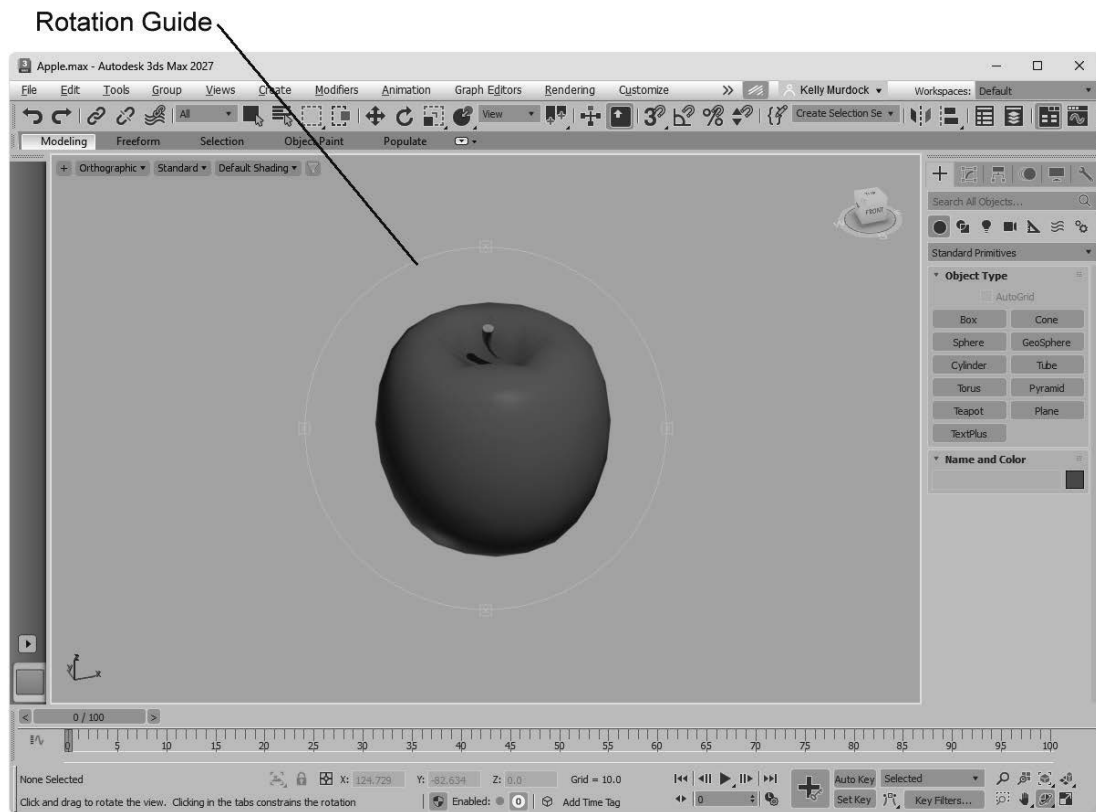 Rotation Guide
Apple.max - Autodesk 3ds Max 2027
File Edit Tools Group Views Create Modifiers Animation Graph Editors Rendering Customize Kelly Murdock Workspaces: Default
All View Create Selection Se
Modeling Freeform Selection Object Paint Populate
+ Orthographic Standard Default Shading
FRONT
Search All Objects...
Standard Primitives
Object Type
AutoGrid
Box Cone
Sphere GeoSphere
Cylinder Tube
Torus Pyramid
Teapot Plane
TextPlus
Name and Color
z
y x
< 0 / 100 >
0 5 10 15 20 25 30 35 40 45 50 55 60 65 70 75 80 85 90 95 100
None Selected X: 124.729 Y: -82.634 Z: 0.0 Grid = 10.0 Auto Key Selected
Click and drag to rotate the view. Clicking in the tabs constrains the rotation Enabled: 0 Add Time Tag 0 Set Key Key Filters...